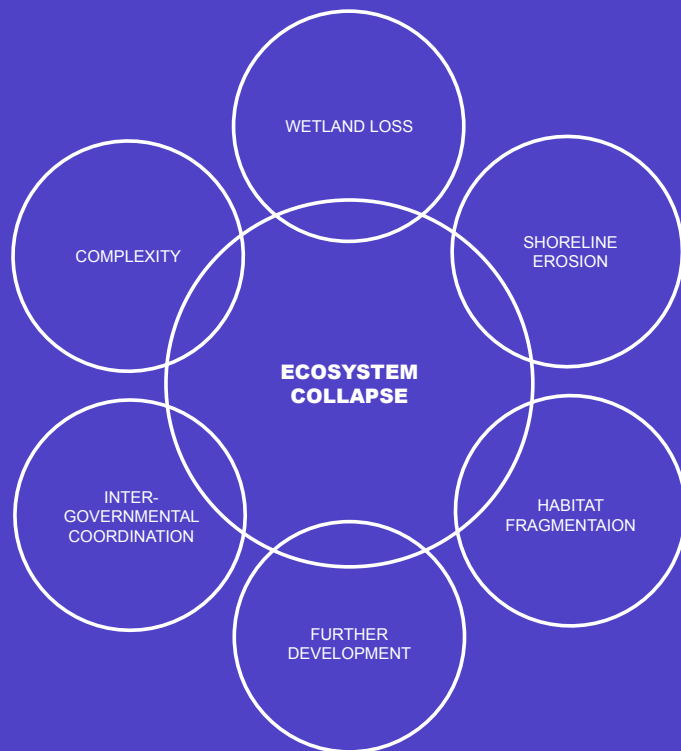 WETLAND LOSS
SHORELINE
EROSION
COMPLEXITY
ECOSYSTEM
COLLAPSE
HABITAT
FRAGMENTAION
INTER-
GOVERNMENTAL
COORDINATION
FURTHER
DEVELOPMENT